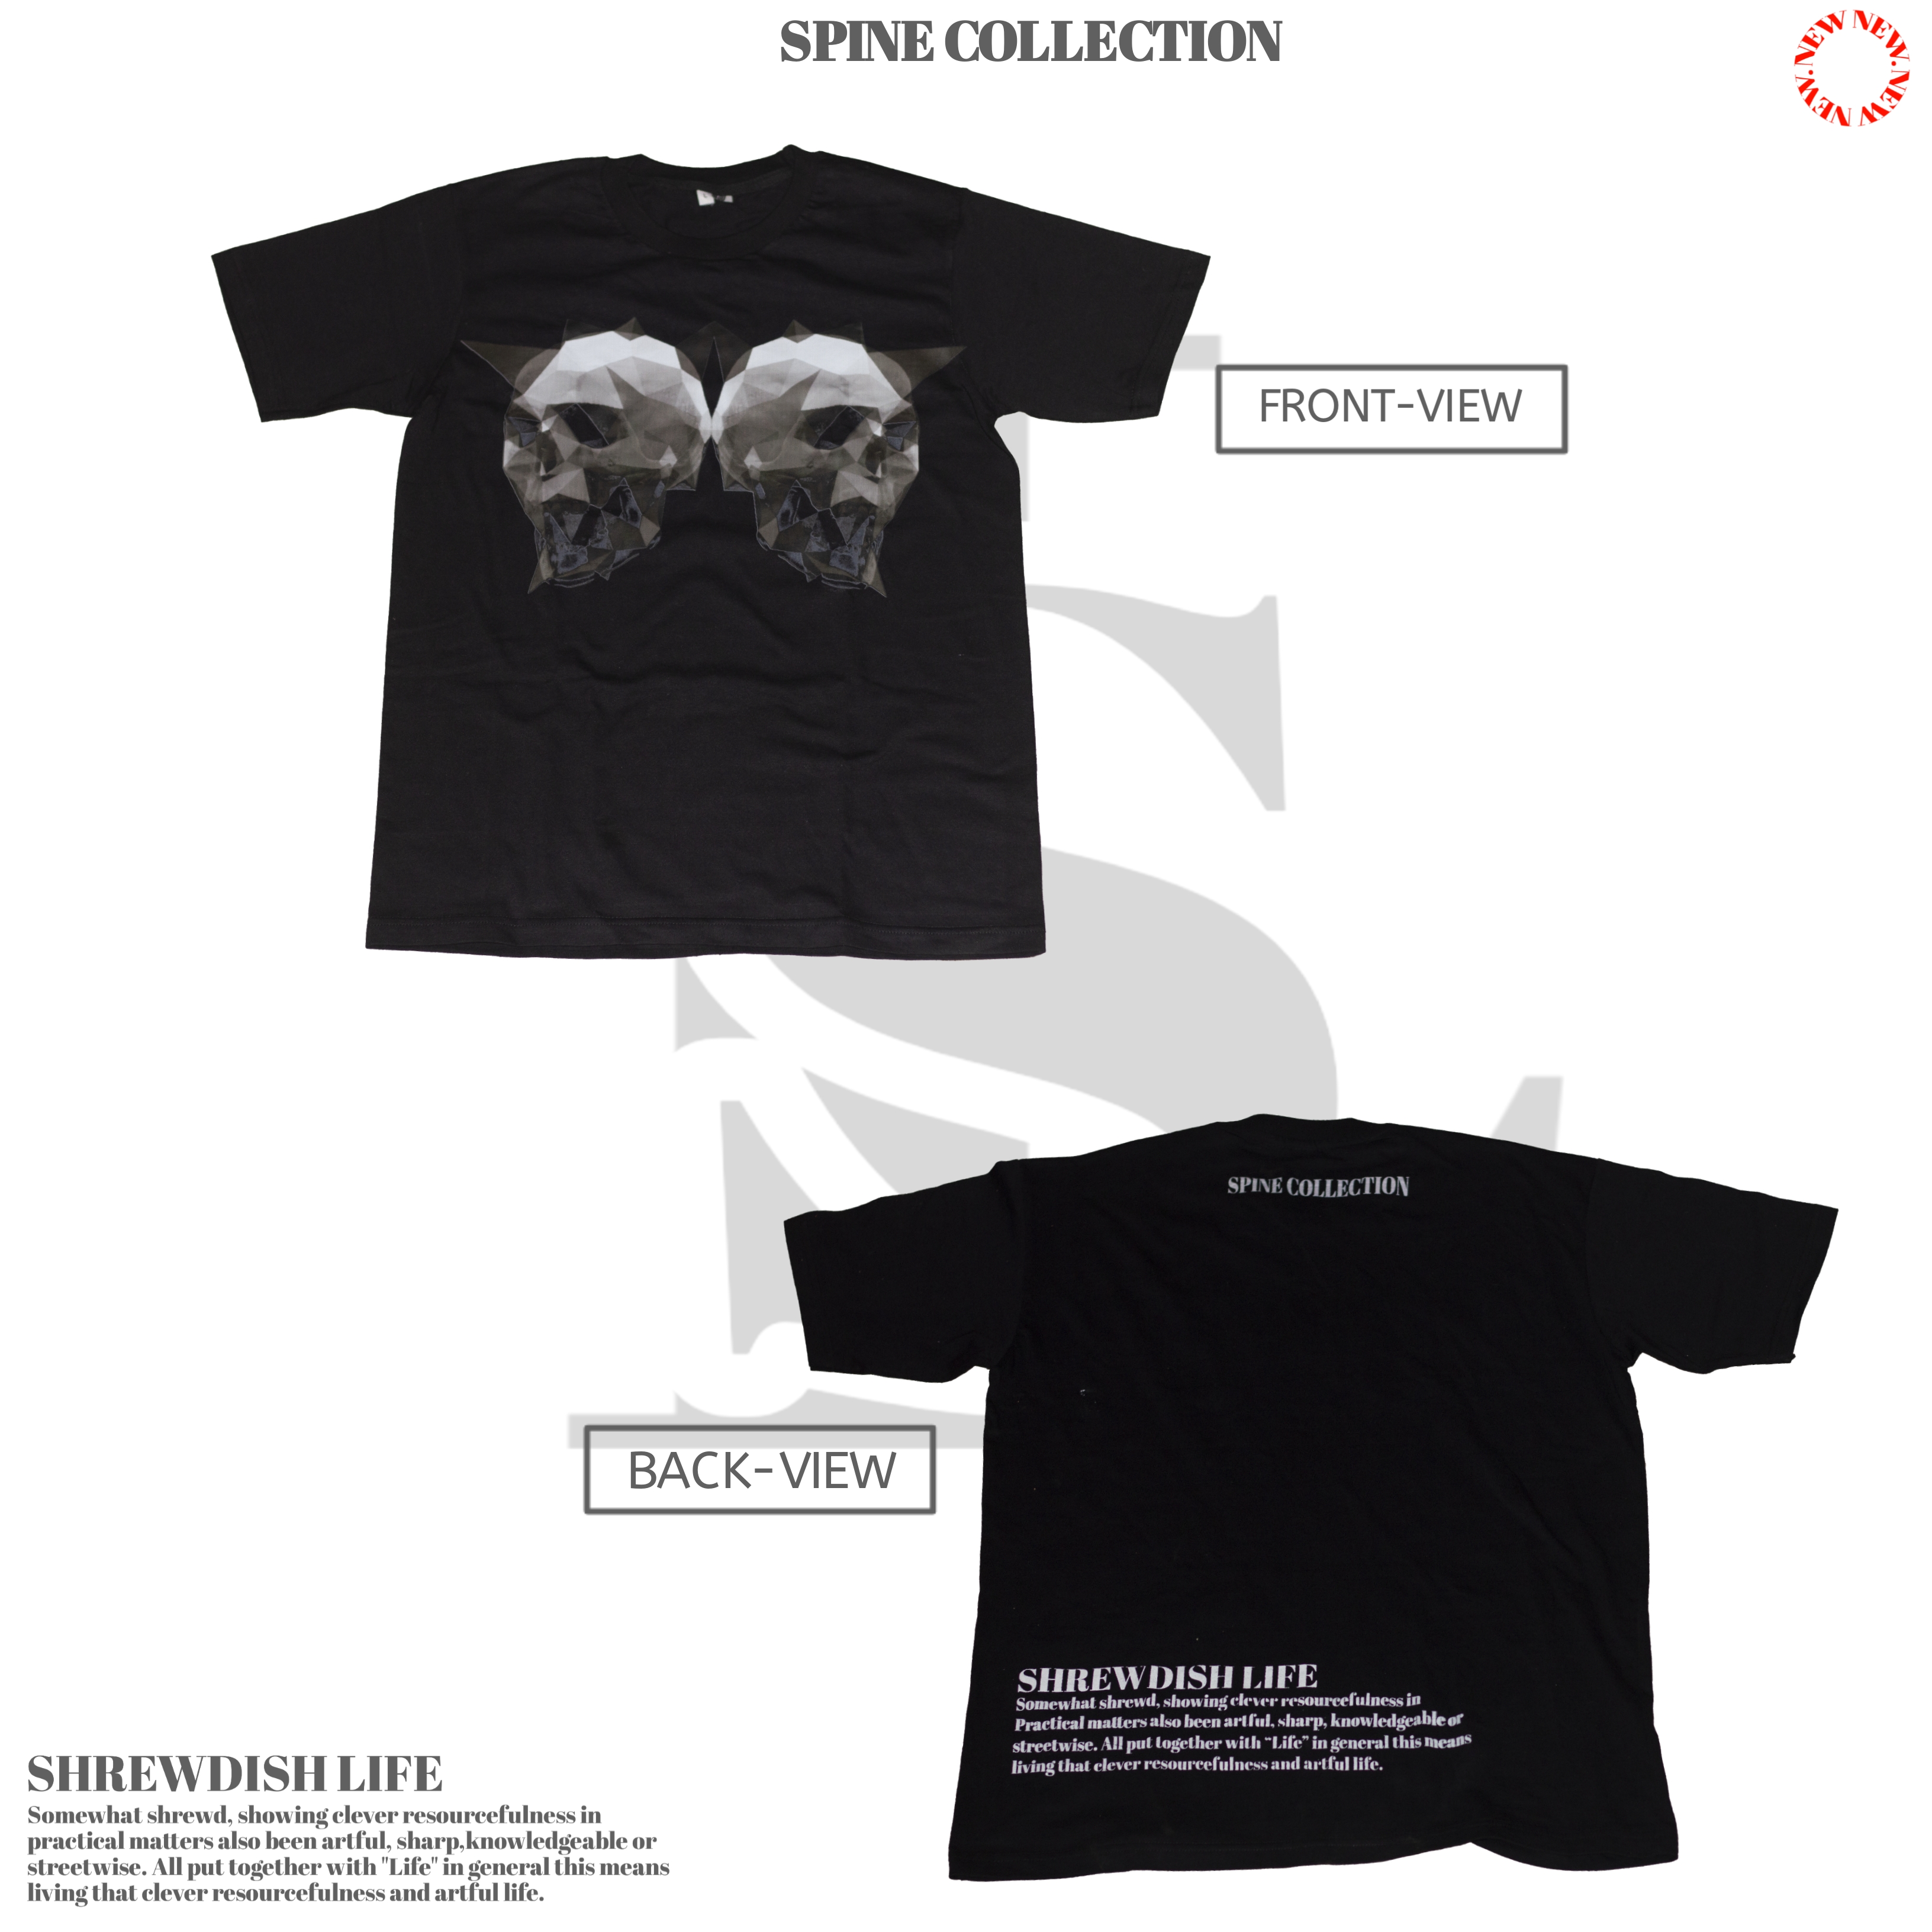 SPINE COLLECTION
NEW NEW.NEW NEW.NEW NEW.
FRONT-VIEW
SPINE COLLECTION
BACK-VIEW
SHREWDISH LIFE
Somewhat shrewd, showing clever resourcefulness in
Practical matters also been artful, sharp, knowledgeable or
streetwise. All put together with “Life” in general this means
living that clever resourcefulness and artful life.
SHREWDISH LIFE
Somewhat shrewd, showing clever resourcefulness in
practical matters also been artful, sharp,knowledgeable or
streetwise. All put together with "Life" in general this means
living that clever resourcefulness and artful life.